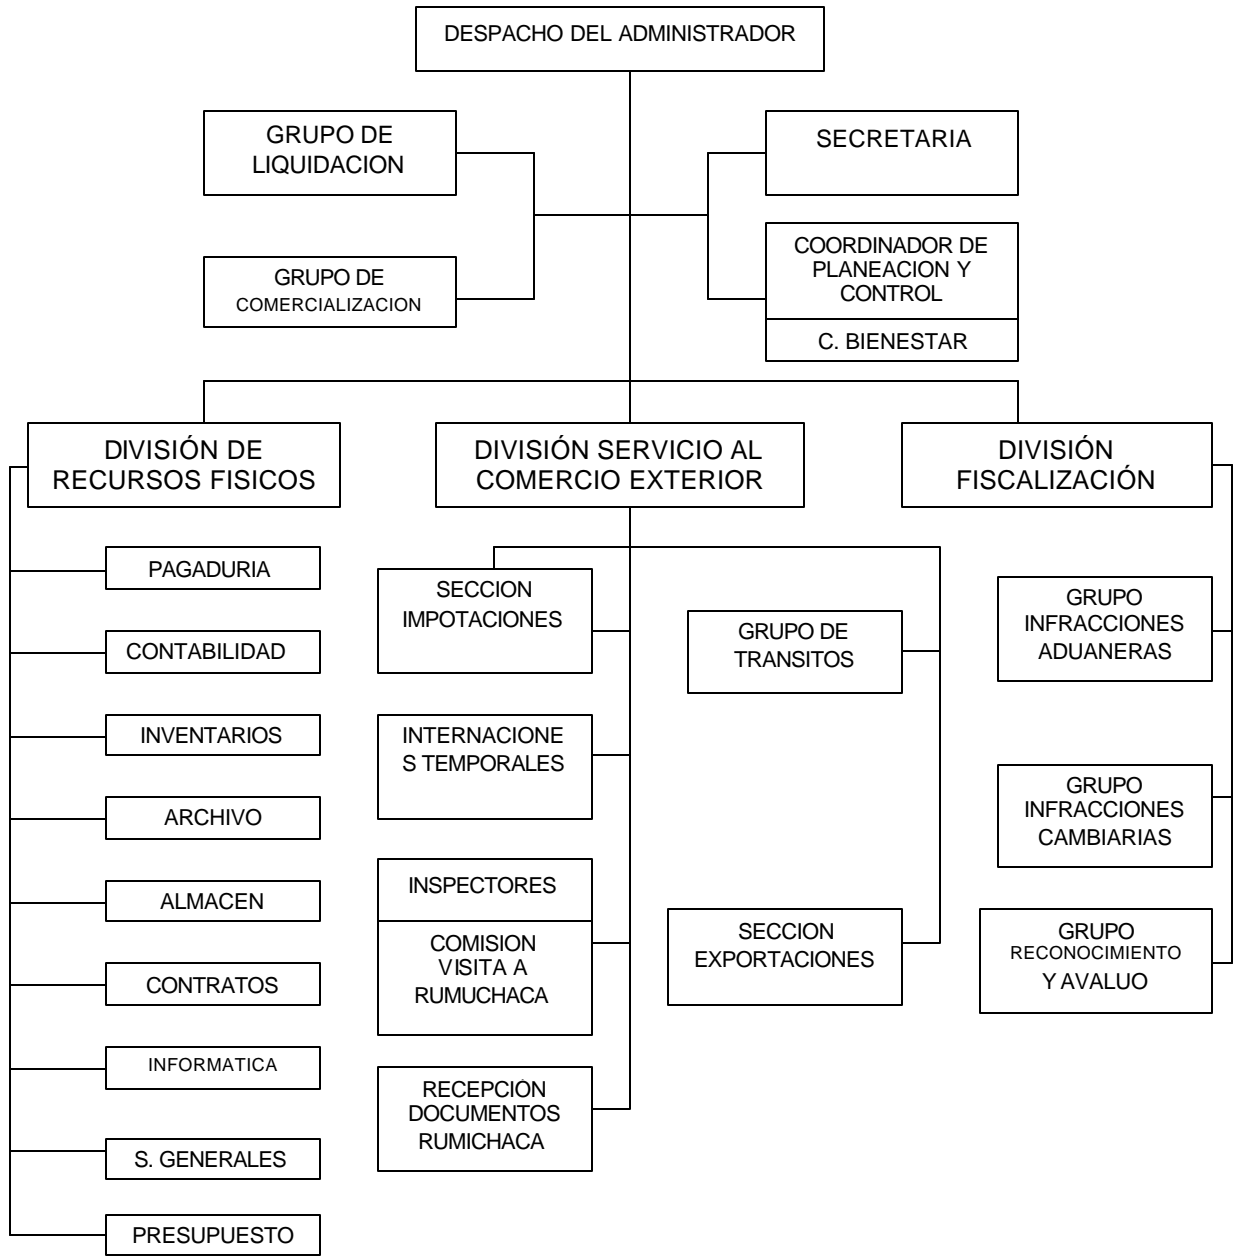 DESPACHO DEL ADMINISTRADOR
GRUPO DE
LIQUIDACION
SECRETARIA
GRUPO DE
COMERCIALIZACION
COORDINADOR DE
PLANEACION Y
CONTROL
C. BIENESTAR
DIVISIÓN DE
RECURSOS FISICOS
DIVISIÓN SERVICIO AL
COMERCIO EXTERIOR
DIVISIÓN
FISCALIZACIÓN
PAGADURIA
CONTABILIDAD
INVENTARIOS
ARCHIVO
ALMACEN
CONTRATOS
INFORMATICA
S. GENERALES
PRESUPUESTO
SECCION
IMPOTACIONES
INTERNACIONE
S TEMPORALES
INSPECTORES
COMISION
VISITA A
RUMUCHACA
RECEPCIÓN
DOCUMENTOS
RUMICHACA
GRUPO DE
TRANSITOS
SECCION
EXPORTACIONES
GRUPO
INFRACCIONES
ADUANERAS
GRUPO
INFRACCIONES
CAMBIARIAS
GRUPO
RECONOCIMIENTO
Y AVALUO